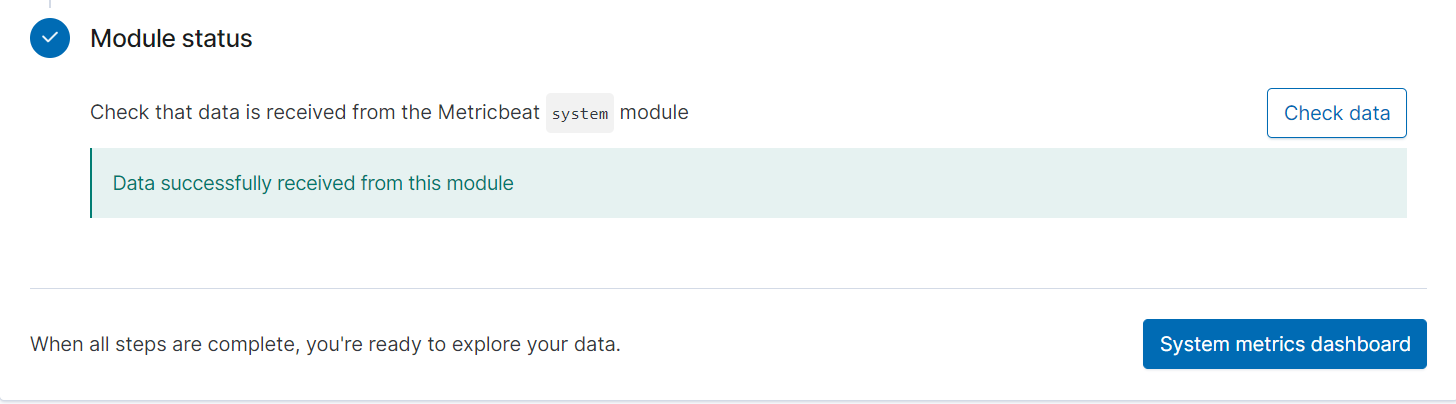 Module status
Check that data is received from the Metricbeat system module
Check data
Data successfully received from this module
When all steps are complete, you're ready to explore your data.
System metrics dashboard